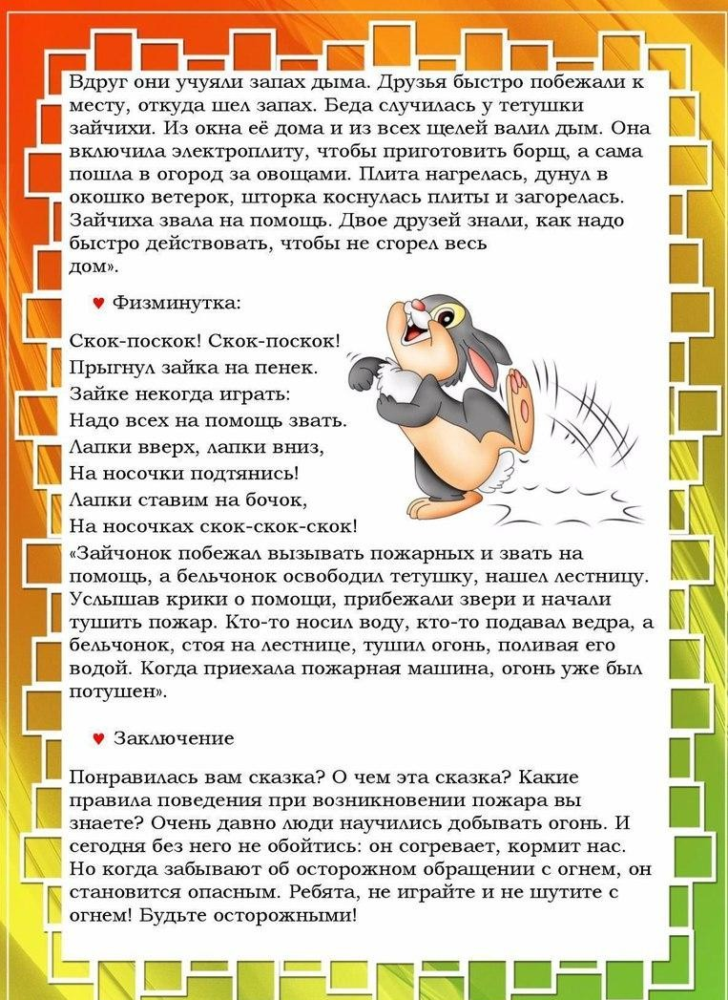 Вдруг они учуяли запах дыма. Друзья быстро побежали к
месту, откуда шел запах. Беда случилась у тетушки
зайчихи. Из окна её дома и из всех щелей валил дым. Она
включила электроплиту, чтобы приготовить борщ, а сама
пошла в огород за овощами. Плита нагрелась, дунул в
окошко ветерок, шторка коснулась плиты и загорелась.
Зайчиха звала на помощь. Двое друзей знали, как надо
быстро действовать, чтобы не сгорел весь
дом».
♥ Физминутка:
Скок-поскок! Скок-поскок!
Прыгнул зайка на пенек.
Зайке некогда играть:
Надо всех на помощь звать.
Лапки вверх, лапки вниз,
На носочки подтянись!
Лапки ставим на бочок,
На носочках скок-скок-скок!
«Зайчонок побежал вызывать пожарных и звать на
помощь, а бельчонок освободил тетушку, нашел лестницу.
Услышав крики о помощи, прибежали звери и начали
тушить пожар. Кто-то носил воду, кто-то подавал ведра, а
бельчонок, стоя на лестнице, тушил огонь, поливая его
водой. Когда приехала пожарная машина, огонь уже был
потушен».
♥ Заключение
Понравилась вам сказка? О чем эта сказка? Какие
правила поведения при возникновении пожара вы
знаете? Очень давно люди научились добывать огонь. И
сегодня без него не обойтись: он согревает, кормит нас.
Но когда забывают об осторожном обращении с огнем, он
становится опасным. Ребята, не играйте и не шутите с
огнем! Будьте осторожными!